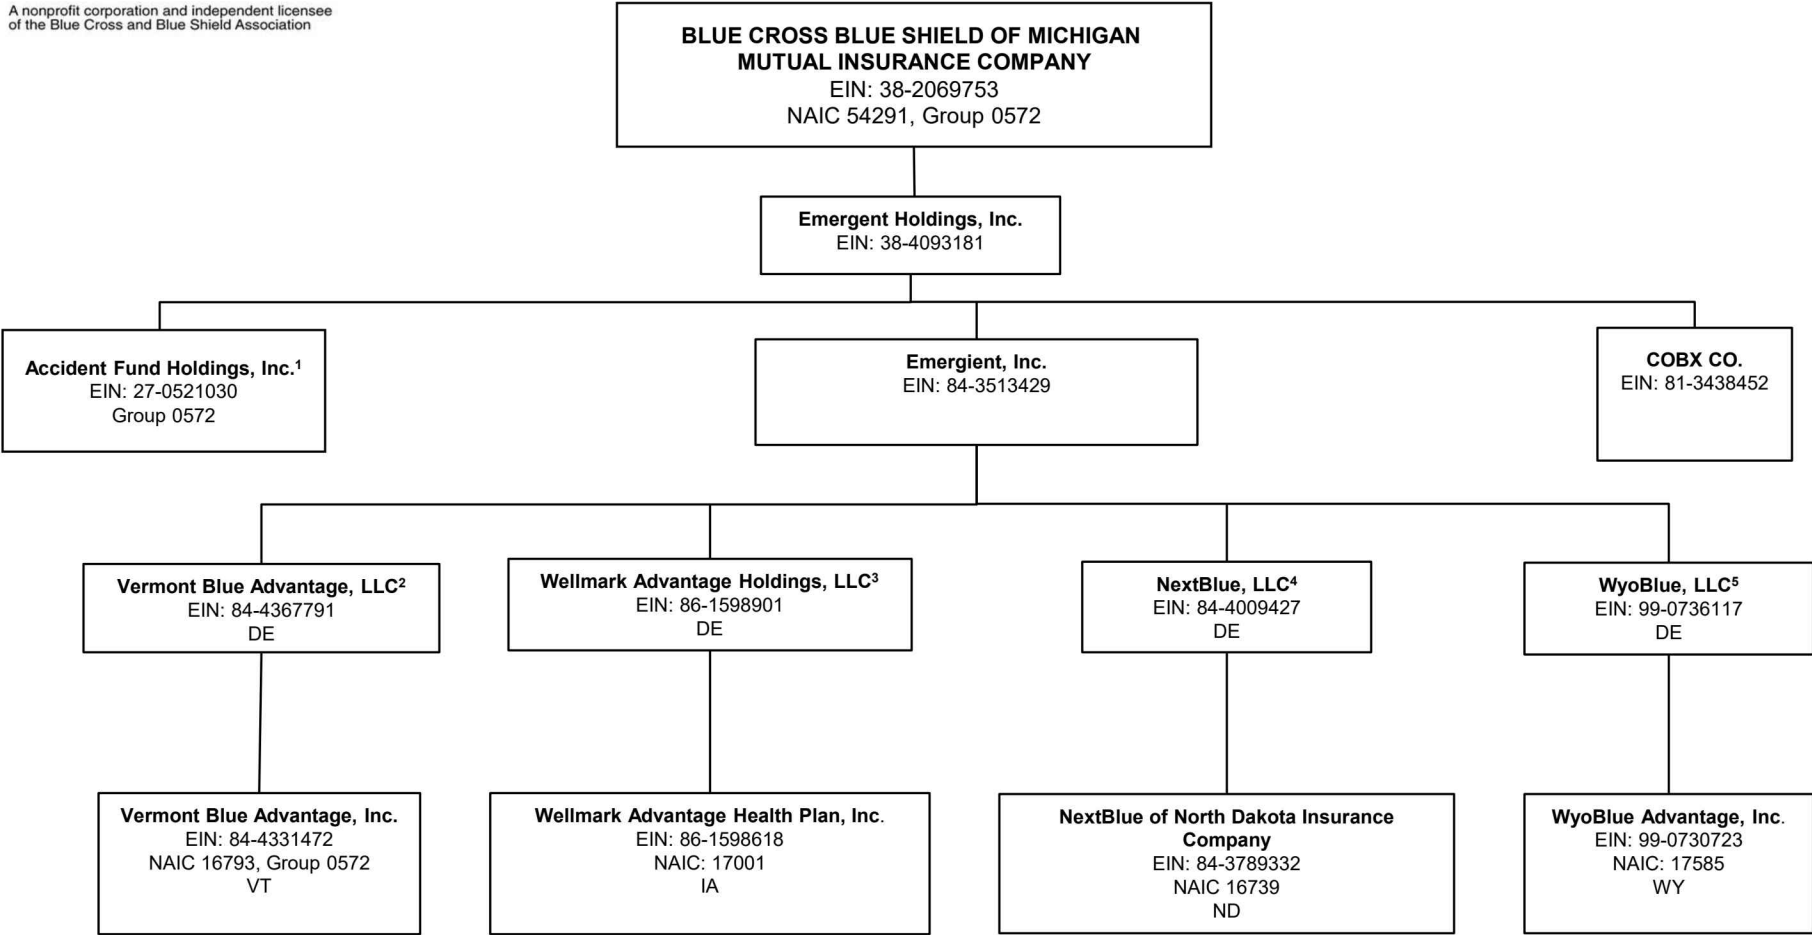 A nonprofit corporation and independent licensee
of the Blue Cross and Blue Shield Association
BLUE CROSS BLUE SHIELD OF MICHIGAN
MUTUAL INSURANCE COMPANY
EIN: 38-2069753
NAIC 54291, Group 0572
Emergent Holdings, Inc.
EIN: 38-4093181
Accident Fund Holdings, Inc.¹
EIN: 27-0521030
Group 0572
Emergient, Inc.
EIN: 84-3513429
COBX CO.
EIN: 81-3438452
Vermont Blue Advantage, LLC²
EIN: 84-4367791
DE
Wellmark Advantage Holdings, LLC³
EIN: 86-1598901
DE
NextBlue, LLC⁴
EIN: 84-4009427
DE
WyoBlue, LLC⁵
EIN: 99-0736117
DE
Vermont Blue Advantage, Inc.
EIN: 84-4331472
NAIC 16793, Group 0572
VT
Wellmark Advantage Health Plan, Inc.
EIN: 86-1598618
NAIC: 17001
IA
NextBlue of North Dakota Insurance
Company
EIN: 84-3789332
NAIC 16739
ND
WyoBlue Advantage, Inc.
EIN: 99-0730723
NAIC: 17585
WY